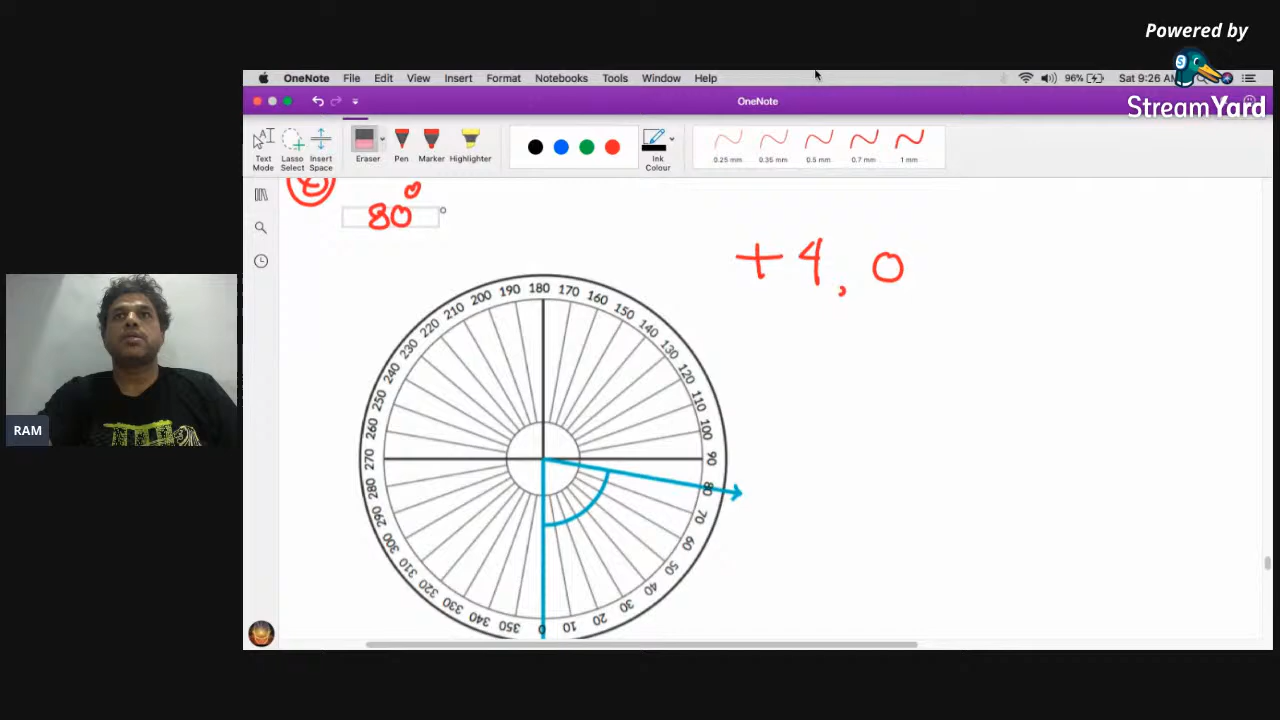 Powered by
StreamYard
OneNote File Edit View Insert Format Notebooks Tools Window Help 96% Sat 9:26 AM
OneNote
Text Mode
Lasso Select
Insert Space
Eraser
Pen
Marker
Highlighter
Ink Colour
0.25 mm
0.35 mm
0.5 mm
0.7 mm
1 mm
80°
+4, 0
0 10 20 30 40 50 60 70 80 90 100 110 120 130 140 150 160 170 180 190 200 210 220 230 240 250 260 270 280 290 300 310 320 330 340 350
RAM